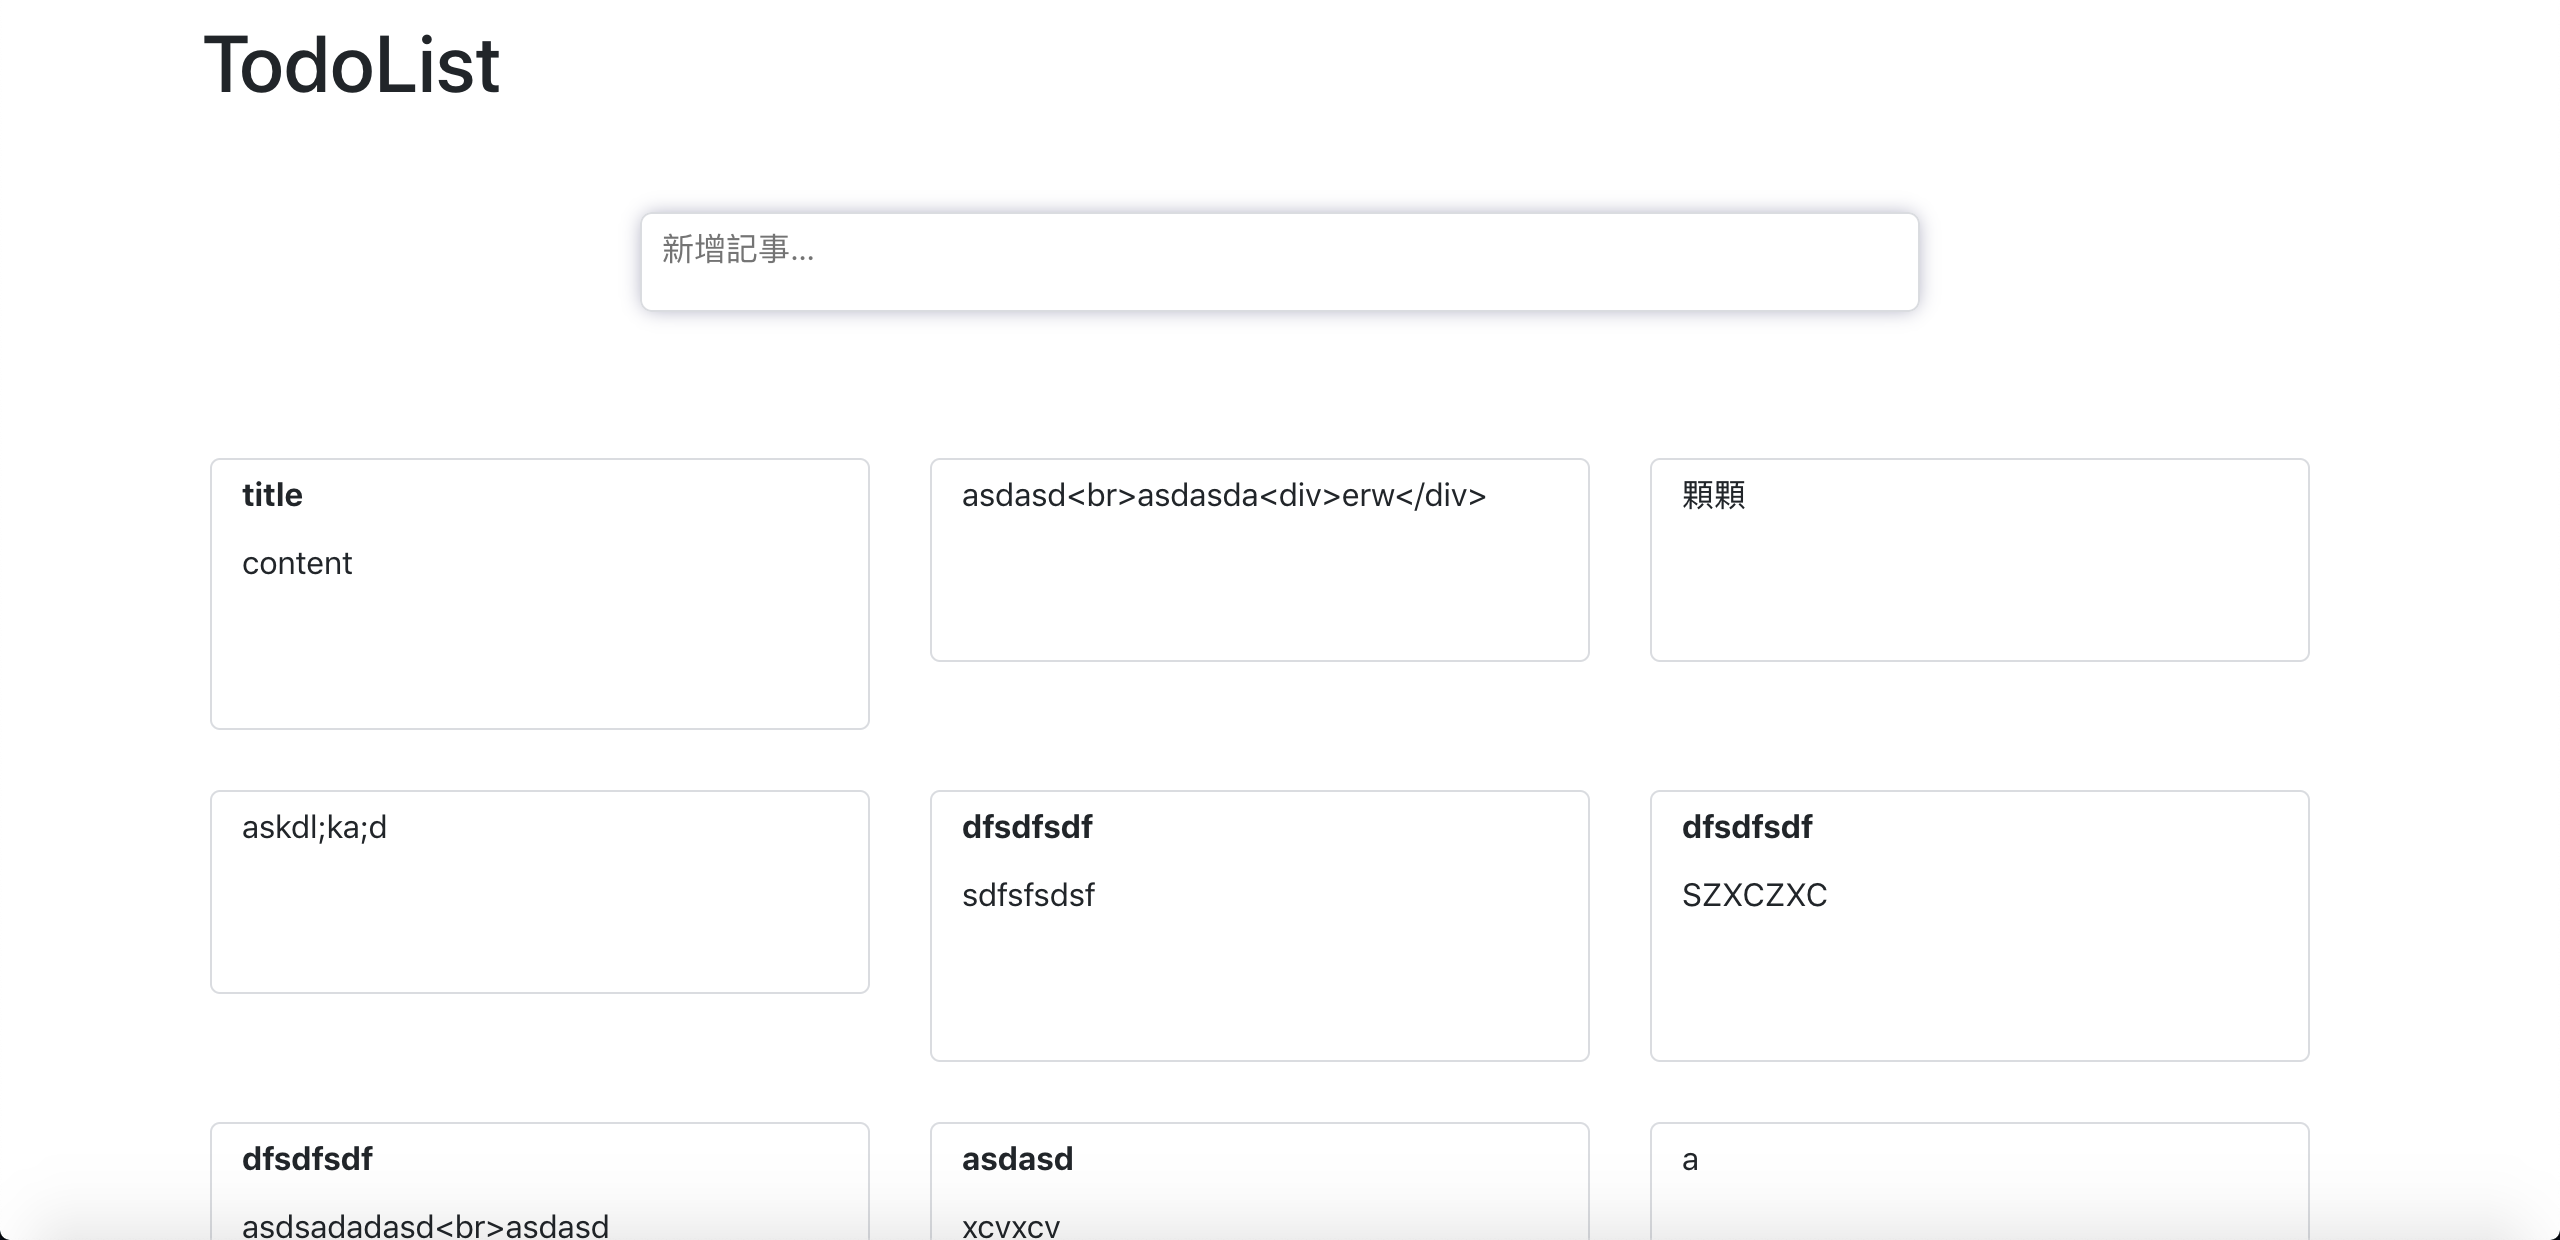 TodoList
新增記事...
title
content
asdasd<br>asdasda<div>erw</div>
顆顆
askdl;ka;d
dfsdfsdf
sdfsfsdsf
dfsdfsdf
SZXCZXC
dfsdfsdf
asdsadadasd<br>asdasd
asdasd
xcvxcv
a